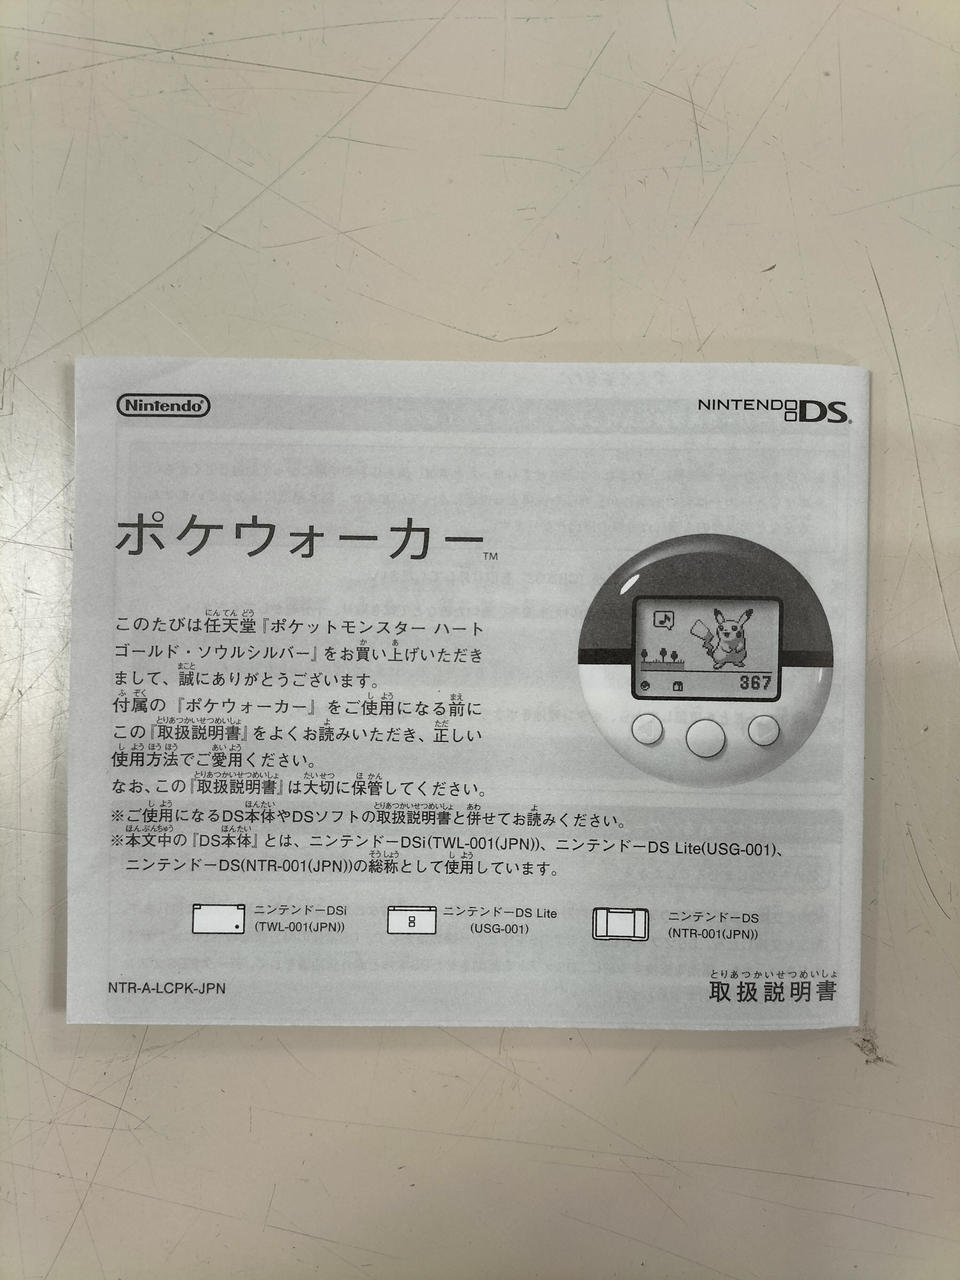 Nintendo
NINTENDO DS
ポケウォーカー™
このたびは任天堂『ポケットモンスター ハート
ゴールド・ソウルシルバー』をお買い上げいただき
まして、誠にありがとうございます。
付属の『ポケウォーカー』をご使用になる前に
この『取扱説明書』をよくお読みいただき、正しい
使用方法でご愛用ください。
なお、この『取扱説明書』は大切に保管してください。
※ご使用になるDS本体やDSソフトの取扱説明書と併せてお読みください。
※本文中の『DS本体』とは、ニンテンドーDSi(TWL-001(JPN))、ニンテンドーDS Lite(USG-001)、
ニンテンドーDS(NTR-001(JPN))の総称として使用しています。
367
ニンテンドーDSi
(TWL-001(JPN))
ニンテンドーDS Lite
(USG-001)
ニンテンドーDS
(NTR-001(JPN))
NTR-A-LCPK-JPN
とりあつかいせつめいしょ
取扱説明書